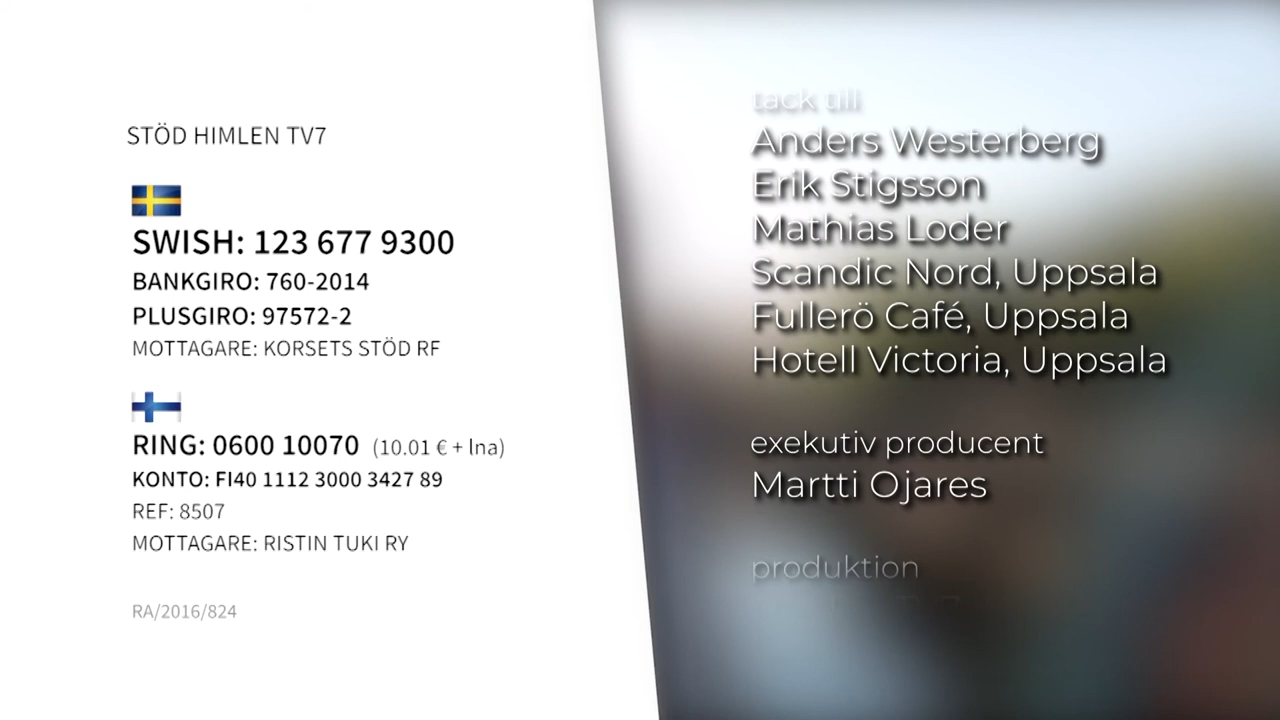 STÖD HIMLEN TV7
SWISH: 123 677 9300
BANKGIRO: 760-2014
PLUSGIRO: 97572-2
MOTTAGARE: KORSETS STÖD RF
RING: 0600 10070 (10.01 € + lna)
KONTO: FI40 1112 3000 3427 89
REF: 8507
MOTTAGARE: RISTIN TUKI RY
RA/2016/824
tack till
Anders Westerberg
Erik Stigsson
Mathias Loder
Scandic Nord, Uppsala
Fullerö Café, Uppsala
Hotell Victoria, Uppsala
exekutiv producent
Martti Ojares
produktion